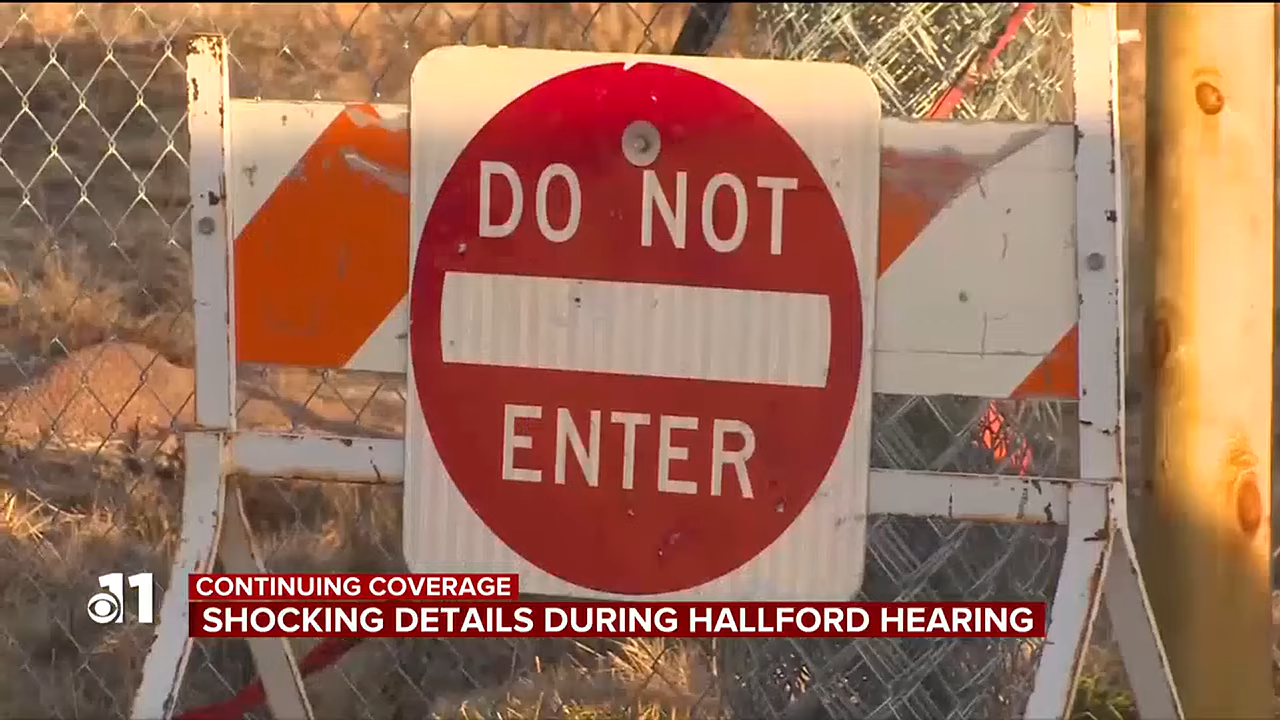 DO NOT
ENTER
11
CONTINUING COVERAGE
SHOCKING DETAILS DURING HALLFORD HEARING